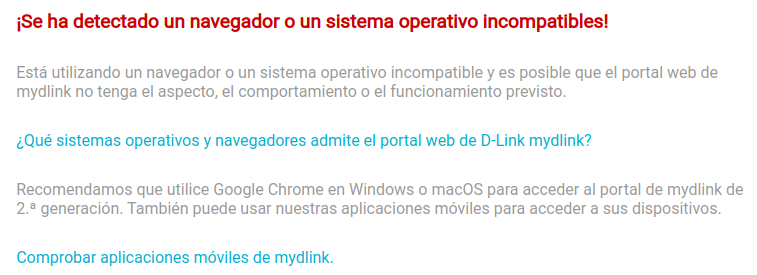 ¡Se ha detectado un navegador o un sistema operativo incompatibles!
Está utilizando un navegador o un sistema operativo incompatible y es posible que el portal web de
mydlink no tenga el aspecto, el comportamiento o el funcionamiento previsto.
¿Qué sistemas operativos y navegadores admite el portal web de D-Link mydlink?
Recomendamos que utilice Google Chrome en Windows o macOS para acceder al portal de mydlink de
2.ª generación. También puede usar nuestras aplicaciones móviles para acceder a sus dispositivos.
Comprobar aplicaciones móviles de mydlink.